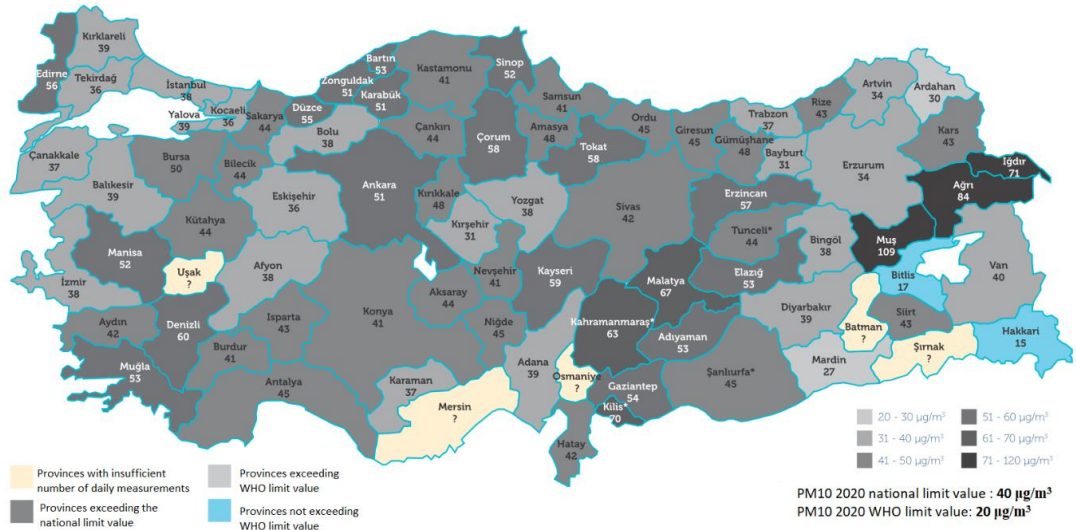 Kırklareli
39
Edirne
56
Tekirdağ
36
İstanbul
38
Kocaeli
36
Yalova
39
Sakarya
44
Düzce
55
Zonguldak
51
Bartın
53
Karabük
51
Kastamonu
41
Sinop
52
Samsun
41
Ordu
45
Giresun
45
Trabzon
37
Rize
43
Artvin
34
Ardahan
30
Kars
43
Iğdır
71
Ağrı
84
Çanakkale
37
Balıkesir
39
Bursa
50
Bilecik
44
Bolu
38
Çankırı
44
Çorum
58
Amasya
48
Tokat
58
Gümüşhane
48
Bayburt
31
Erzurum
34
Kütahya
44
Eskişehir
36
Ankara
51
Kırıkkale
48
Kırşehir
31
Yozgat
38
Sivas
42
Erzincan
57
Tunceli*
44
Bingöl
38
Muş
109
Bitlis
17
Van
40
Manisa
52
Uşak
?
Afyon
38
İzmir
38
Aydın
42
Denizli
60
Isparta
43
Burdur
41
Muğla
53
Antalya
45
Konya
41
Aksaray
44
Nevşehir
41
Niğde
45
Kayseri
59
Malatya
67
Elazığ
53
Kahramanmaraş*
63
Adıyaman
53
Diyarbakır
39
Batman
?
Siirt
43
Şırnak
?
Hakkari
15
Mardin
27
Şanlıurfa*
45
Gaziantep
54
Kilis*
70
Osmaniye
?
Adana
39
Karaman
37
Mersin
?
Hatay
42
20 - 30 µg/m³
31 - 40 µg/m³
41 - 50 µg/m³
51 - 60 µg/m³
61 - 70 µg/m³
71 - 120 µg/m³
Provinces with insufficient
number of daily measurements
Provinces exceeding the
national limit value
Provinces exceeding
WHO limit value
Provinces not exceeding
WHO limit value
PM10 2020 national limit value : 40 µg/m³
PM10 2020 WHO limit value: 20 µg/m³